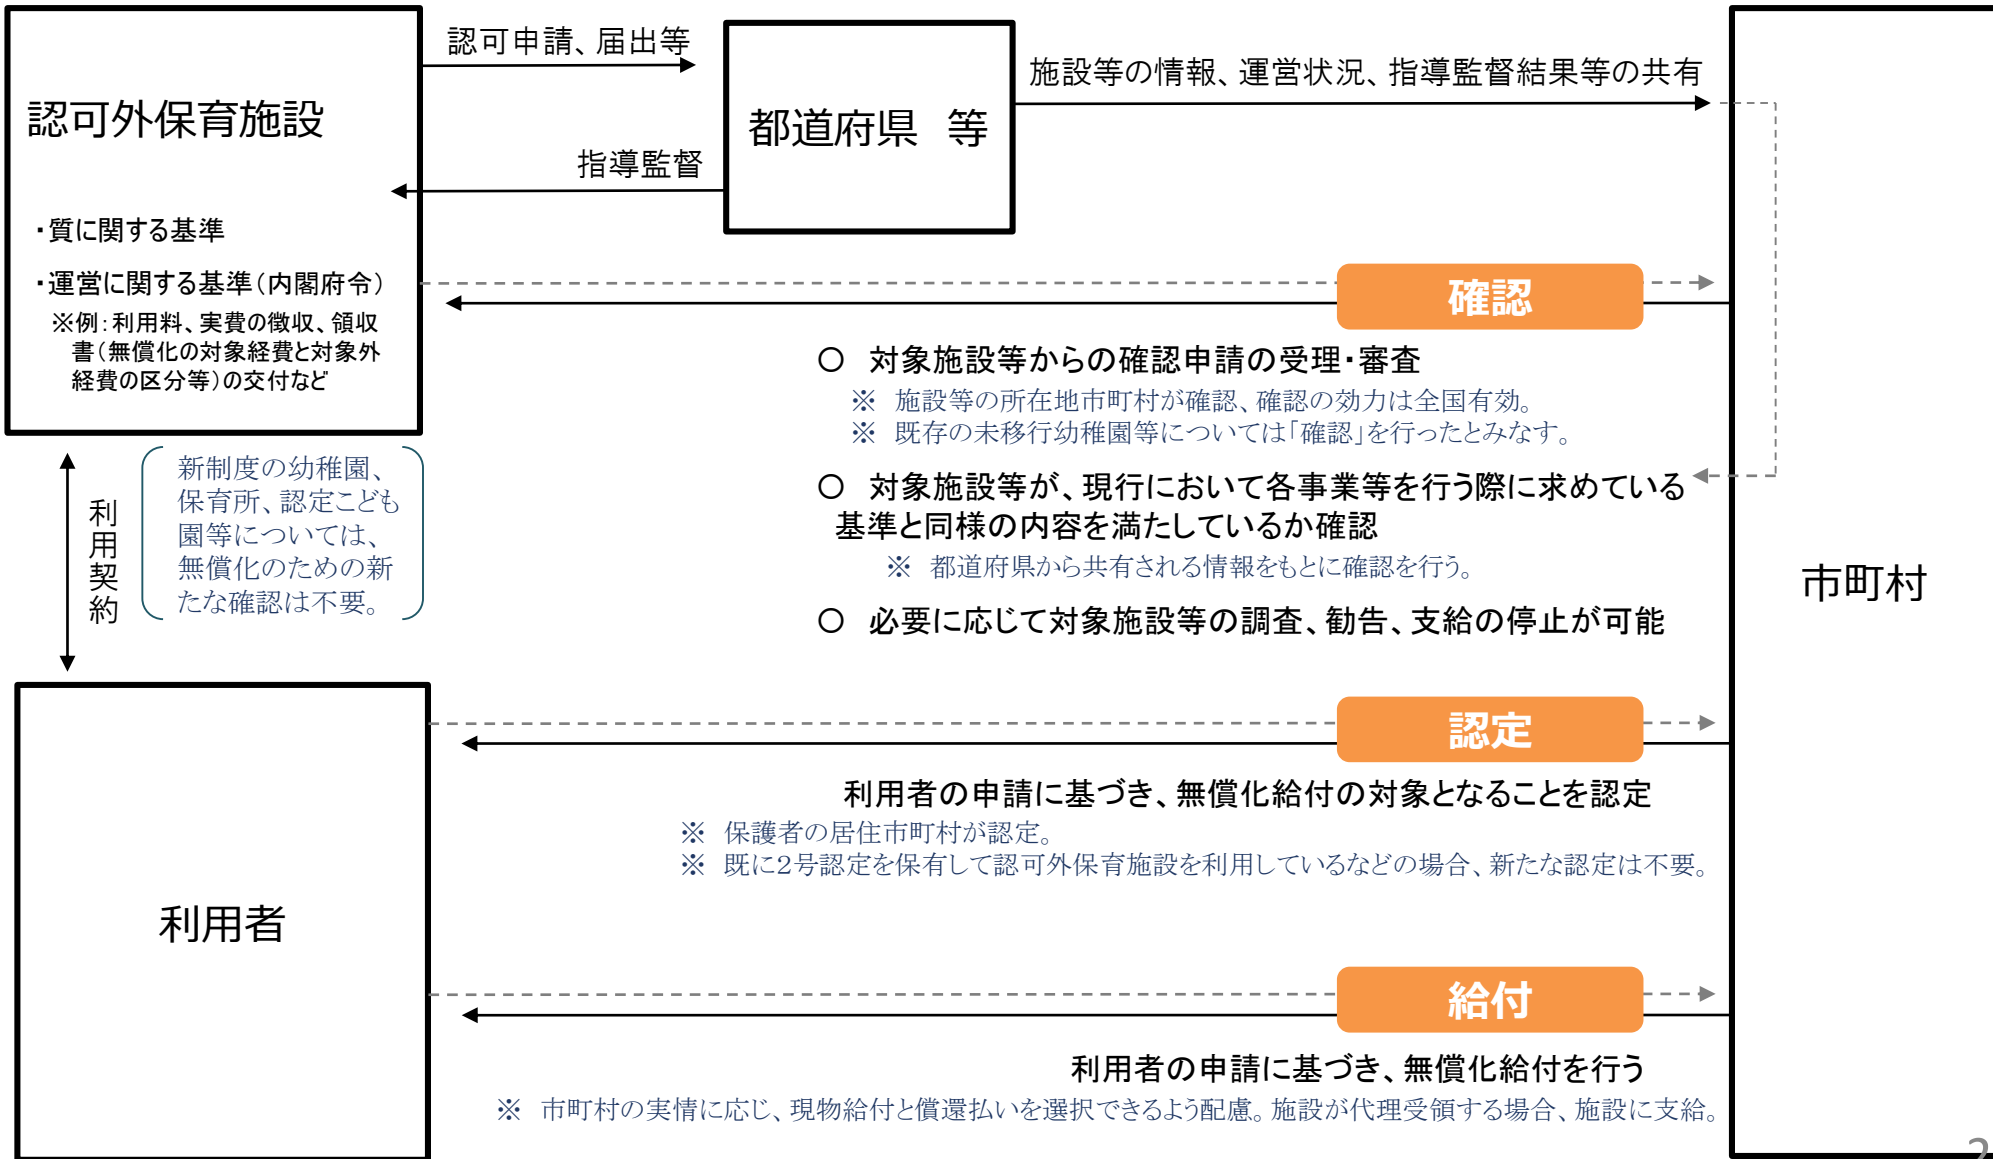 認可外保育施設
・質に関する基準
・運営に関する基準（内閣府令）
※例：利用料、実費の徴収、領収
書（無償化の対象経費と対象外
経費の区分等）の交付など
認可申請、届出等
指導監督
都道府県　等
施設等の情報、運営状況、指導監督結果等の共有
市町村
確認
○　対象施設等からの確認申請の受理・審査
※　施設等の所在地市町村が確認、確認の効力は全国有効。
※　既存の未移行幼稚園等については「確認」を行ったとみなす。
○　対象施設等が、現行において各事業等を行う際に求めている
基準と同様の内容を満たしているか確認
※　都道府県から共有される情報をもとに確認を行う。
○　必要に応じて対象施設等の調査、勧告、支給の停止が可能
利用契約
新制度の幼稚園、
保育所、認定こども
園等については、
無償化のための新
たな確認は不要。
利用者
認定
利用者の申請に基づき、無償化給付の対象となることを認定
※　保護者の居住市町村が認定。
※　既に２号認定を保有して認可外保育施設を利用しているなどの場合、新たな認定は不要。
給付
利用者の申請に基づき、無償化給付を行う
※　市町村の実情に応じ、現物給付と償還払いを選択できるよう配慮。施設が代理受領する場合、施設に支給。
2